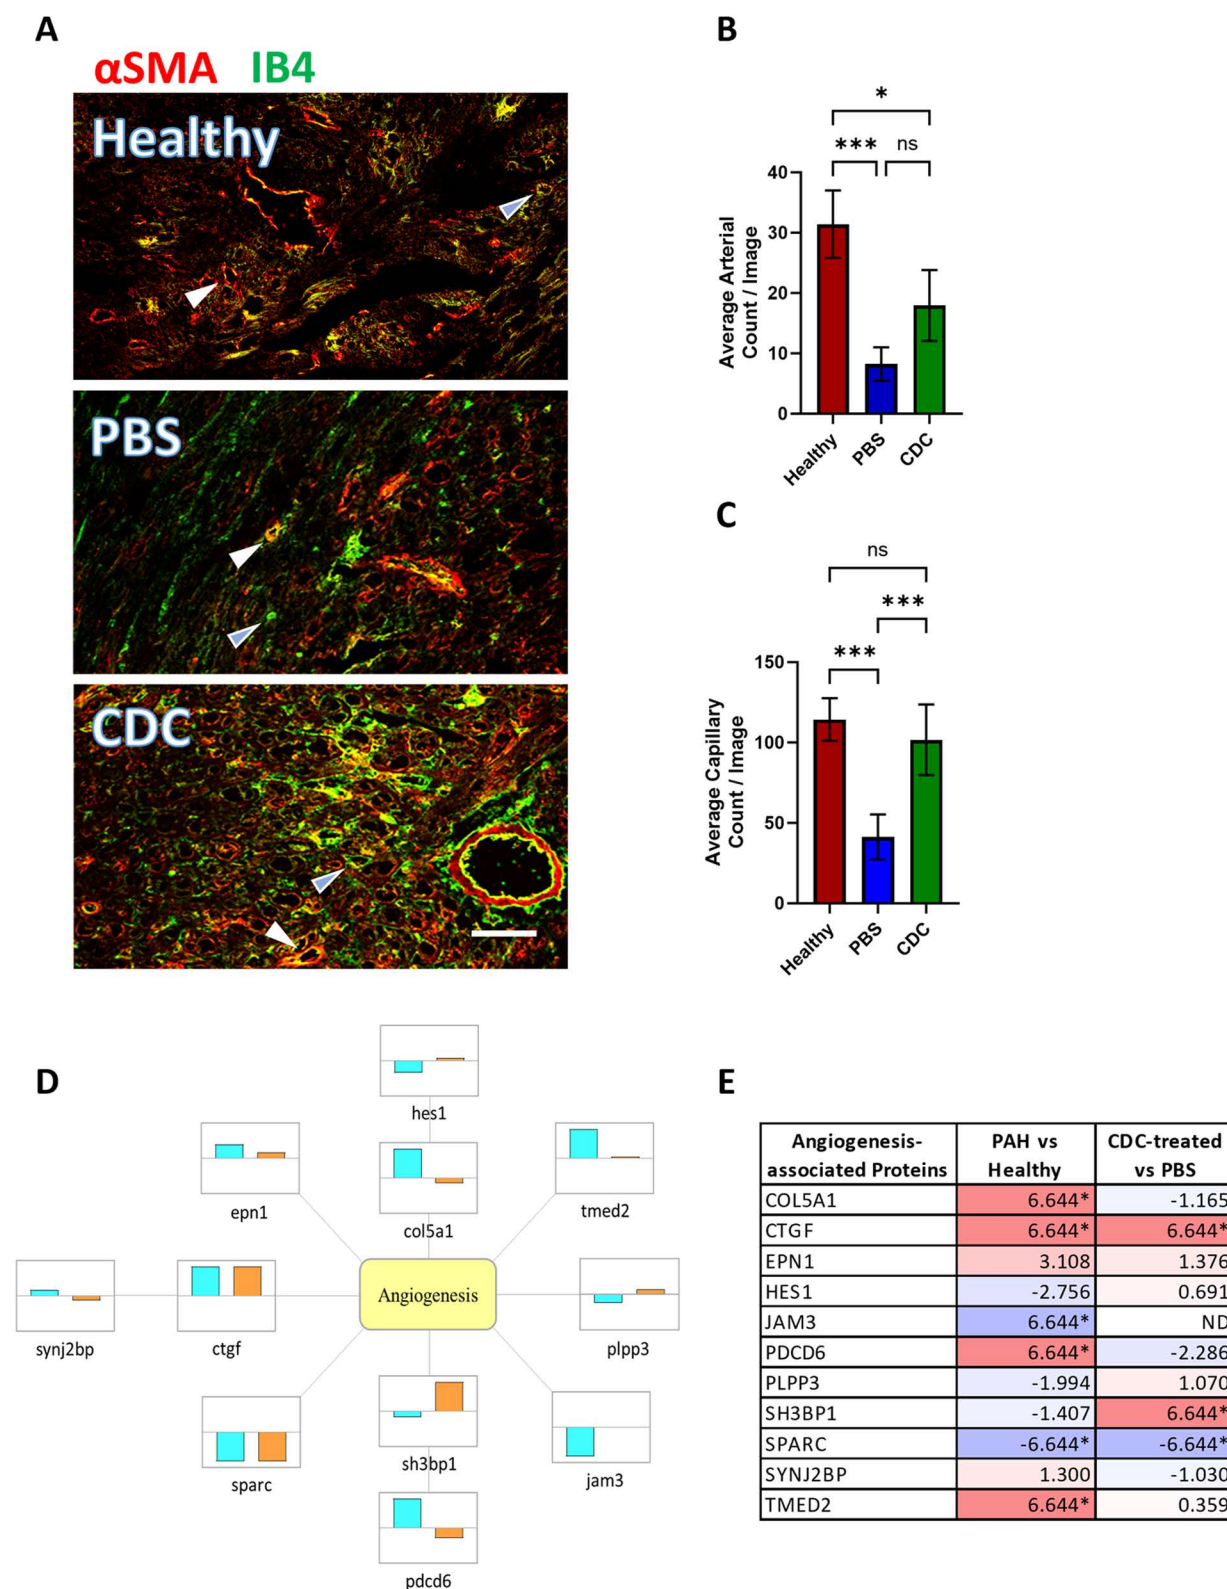 A
αSMA IB4
Healthy
PBS
CDC
B
*
*** ns
40
30
20
10
0
Average Arterial
Count / Image
Healthy
PBS
CDC
C
ns
***
***
150
100
50
0
Average Capillary
Count / Image
Healthy
PBS
CDC
D
hes1
epn1
col5a1
tmed2
synj2bp
ctgf
Angiogenesis
plpp3
sparc
sh3bp1
jam3
pdcd6
E
Angiogenesis-
associated Proteins
PAH vs
Healthy
CDC-treated
vs PBS
COL5A1 6.644* -1.165
CTGF 6.644* 6.644*
EPN1 3.108 1.376
HES1 -2.756 0.691
JAM3 6.644* ND
PDCD6 6.644* -2.286
PLPP3 -1.994 1.070
SH3BP1 -1.407 6.644*
SPARC -6.644* -6.644*
SYNJ2BP 1.300 -1.030
TMED2 6.644* 0.359